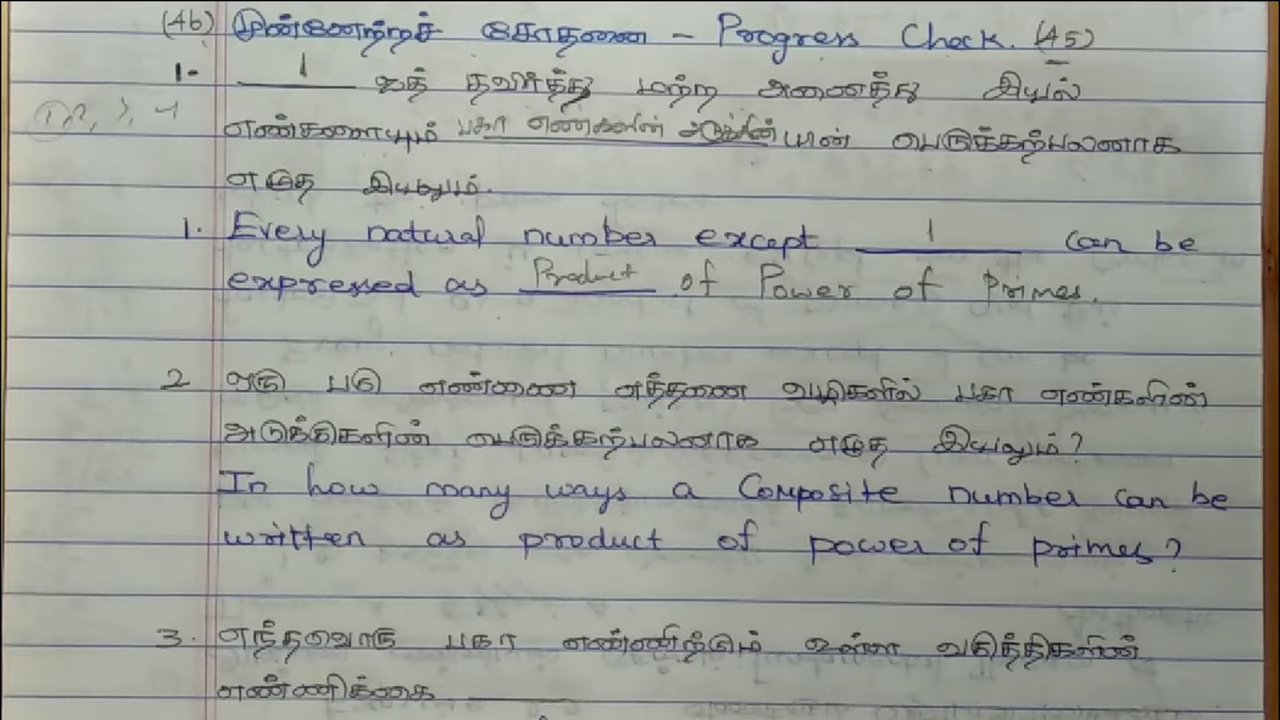 (46) முன்னேற்றச் சோதனை - Progress Check. (45)
1. 1 ஐத் தவிர்த்து மற்ற அனைத்து இயல்
எண்களையும் பகா எண்களின் அடுக்கின் யின் பெருக்கற்பலனாக
எழுத இயலும்.
1. Every natural number except 1 can be
expressed as Product of Power of Primes.
2 ஒரு பகு எண்ணை எத்தனை வழிகளில் பகா எண்களின்
அடுக்குகளின் பெருக்கற்பலனாக எழுத இயலும்?
In how many ways a Composite number can be
written as product of power of primes?
3. எந்தவொரு பகா எண்ணிற்கும் உள்ள வகுத்திகளின்
எண்ணிக்கை